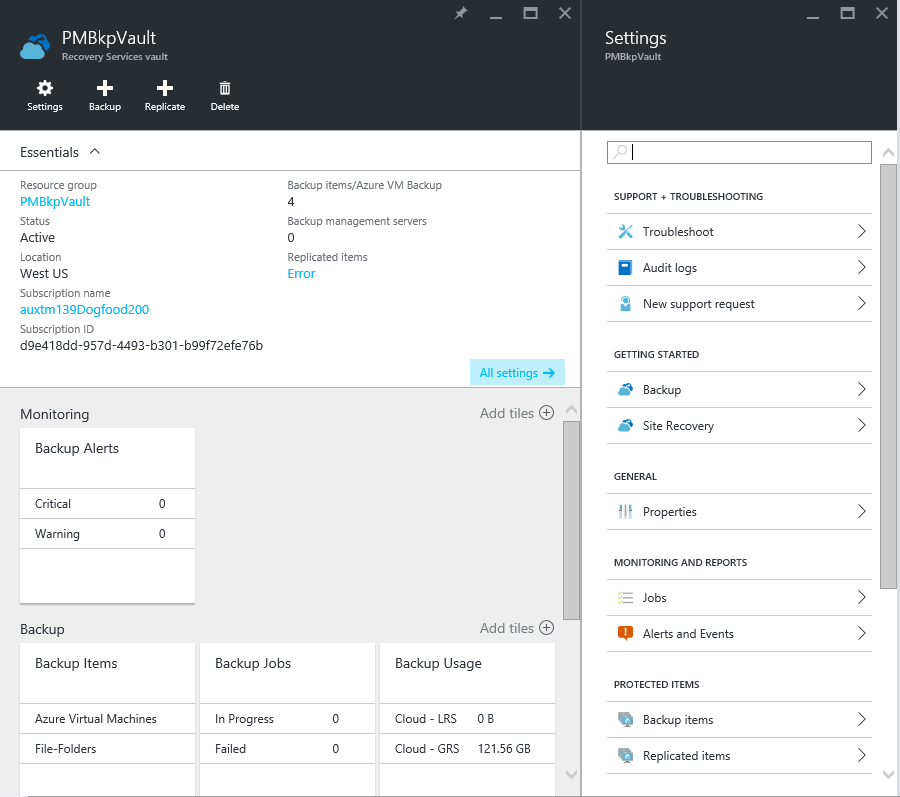 PMBkpVault
Recovery Services vault
Settings
Backup
Replicate
Delete
Essentials
Resource group
PMBkpVault
Status
Active
Location
West US
Subscription name
auxtm139Dogfood200
Subscription ID
d9e418dd-957d-4493-b301-b99f72efe76b
Backup items/Azure VM Backup
4
Backup management servers
0
Replicated items
Error
All settings
Monitoring
Add tiles
Backup Alerts
Critical 0
Warning 0
Backup
Add tiles
Backup Items
Azure Virtual Machines
File-Folders
Backup Jobs
In Progress 0
Failed 0
Backup Usage
Cloud - LRS 0 B
Cloud - GRS 121.56 GB
Settings
PMBkpVault
SUPPORT + TROUBLESHOOTING
Troubleshoot
Audit logs
New support request
GETTING STARTED
Backup
Site Recovery
GENERAL
Properties
MONITORING AND REPORTS
Jobs
Alerts and Events
PROTECTED ITEMS
Backup items
Replicated items